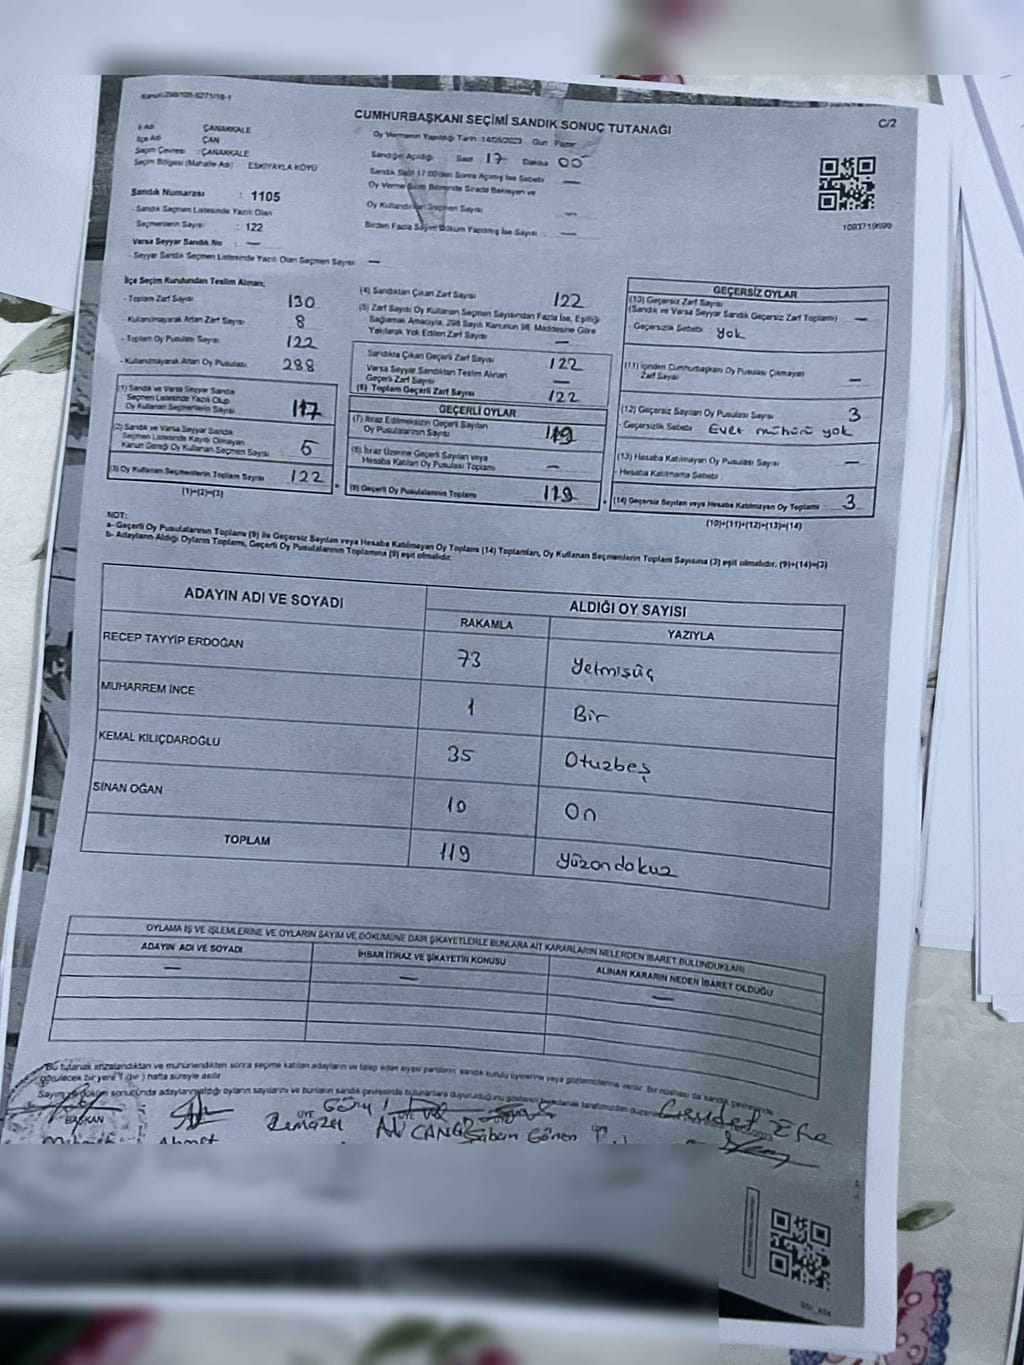 Kanun:298/105-6271/18-1
CUMHURBAŞKANI SEÇİMİ SANDIK SONUÇ TUTANAĞI
C/2
İl Adı ÇANAKKALE
İlçe Adı ÇAN
Seçim Çevresi : ÇANAKKALE
Seçim Bölgesi (Mahalle Adı) ESKİYAYLA KÖYÜ
Oy Vermenin Yapıldığı Tarih 14/05/2023 Gün Pazar
Sandığın Açıldığı Saat 17 Dakika 00
Sandık Saat 17.00'den Sonra Açılmış İse Sebebi —
Oy Verme Süre Bitiminde Sırada Bekleyen ve
Oy Kullandırılan Seçmen Sayısı —
Birden Fazla Sayım Döküm Yapılmış İse Sayısı : —
1093719699
Sandık Numarası : 1105
- Sandık Seçmen Listesinde Yazılı Olan
Seçmenlerin Sayısı : 122
Varsa Seyyar Sandık No : —
- Seyyar Sandık Seçmen Listesinde Yazılı Olan Seçmen Sayısı —
İlçe Seçim Kurulundan Teslim Alınan;
- Toplam Zarf Sayısı 130
- Kullanılmayarak Artan Zarf Sayısı 8
- Toplam Oy Pusulası Sayısı 122
- Kullanılmayarak Artan Oy Pusulası 288
(1) Sandık ve Varsa Seyyar Sandık
Seçmen Listesinde Yazılı Olup
Oy Kullanan Seçmenlerin Sayısı 117
(2) Sandık ve Varsa Seyyar Sandık
Seçmen Listesinde Kayıtlı Olmayan
Kanun Gereği Oy Kullanan Seçmen Sayısı 5
(3) Oy Kullanan Seçmenlerin Toplam Sayısı 122
(1)+(2)=(3)
(4) Sandıktan Çıkan Zarf Sayısı 122
(5) Zarf Sayısı Oy Kullanan Seçmen Sayısından Fazla İse, Eşitliği
Sağlamak Amacıyla, 298 Sayılı Kanunun 98. Maddesine Göre
Yakılarak Yok Edilen Zarf Sayısı —
Sandıkta Çıkan Geçerli Zarf Sayısı 122
Varsa Seyyar Sandıktan Teslim Alınan
Geçerli Zarf Sayısı —
(6) Toplam Geçerli Zarf Sayısı 122
GEÇERLİ OYLAR
(7) İtiraz Edilmeksizin Geçerli Sayılan
Oy Pusulalarının Sayısı 119
(8) İtiraz Üzerine Geçerli Sayılan veya
Hesaba Katılan Oy Pusulası Toplamı —
(9) Geçerli Oy Pusulalarının Toplamı 119
GEÇERSİZ OYLAR
(10) Geçersiz Zarf Sayısı
(Sandık ve Varsa Seyyar Sandık Geçersiz Zarf Toplamı) —
- Geçersizlik Sebebi yok
(11) İçinden Cumhurbaşkanı Oy Pusulası Çıkmayan
Zarf Sayısı —
(12) Geçersiz Sayılan Oy Pusulası Sayısı 3
- Geçersizlik Sebebi Evet mührü yok
(13) Hesaba Katılmayan Oy Pusulası Sayısı —
- Hesaba Katılmama Sebebi :
(14) Geçersiz Sayılan veya Hesaba Katılmayan Oy Toplamı 3
(10)+(11)+(12)+(13)=(14)
NOT:
a- Geçerli Oy Pusulalarının Toplamı (9) ile Geçersiz Sayılan veya Hesaba Katılmayan Oy Toplamı (14) Toplamları, Oy Kullanan Seçmenlerin Toplam Sayısına (3) eşit olmalıdır. (9)+(14)=(3)
b- Adayların Aldığı Oyların Toplamı, Geçerli Oy Pusulalarının Toplamına (9) eşit olmalıdır.
ADAYIN ADI VE SOYADI
ALDIĞI OY SAYISI
RAKAMLA YAZIYLA
RECEP TAYYİP ERDOĞAN 73 Yetmişüç
MUHARREM İNCE 1 Bir
KEMAL KILIÇDAROĞLU 35 Otuzbeş
SİNAN OĞAN 10 On
TOPLAM 119 Yüzondokuz
OYLAMA İŞ VE İŞLEMLERİNE VE OYLARIN SAYIM VE DÖKÜMÜNE DAİR ŞİKAYETLERLE BUNLARA AİT KARARLARIN NELERDEN İBARET BULUNDUKLARI
ADAYIN ADI VE SOYADI İHBAR İTİRAZ VE ŞİKAYETİN KONUSU ALINAN KARARIN NEDEN İBARET OLDUĞU
— — —
Bu tutanak imzalandıktan ve mühürlendikten sonra seçime katılan adayların ve talep eden siyasi partilerin sandık kurulu üyelerine veya gözlemcilerine verilir. Bir nüshası da sandık çevresinde
görülecek bir yere 1 (bir) hafta süreyle asılır
Sayım ve döküm sonucunda adayların aldığı oyların sayılarını ve bunların sandık çevresinde bulunanlara duyurulduğunu gösteren
BAŞKAN ÜYE
Ahmet Ramazan Ali CANGİ Şaban Gönen Efe